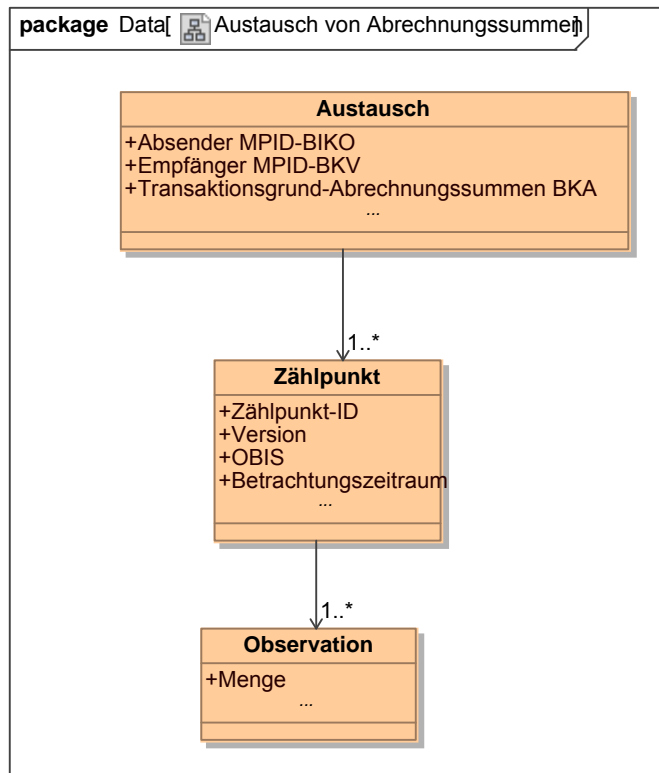 package Data[ Austausch von Abrechnungssummen]
Austausch
+Absender MPID-BIKO
+Empfänger MPID-BKV
+Transaktionsgrund-Abrechnungssummen BKA
...
1..*
Zählpunkt
+Zählpunkt-ID
+Version
+OBIS
+Betrachtungszeitraum
...
1..*
Observation
+Menge
...